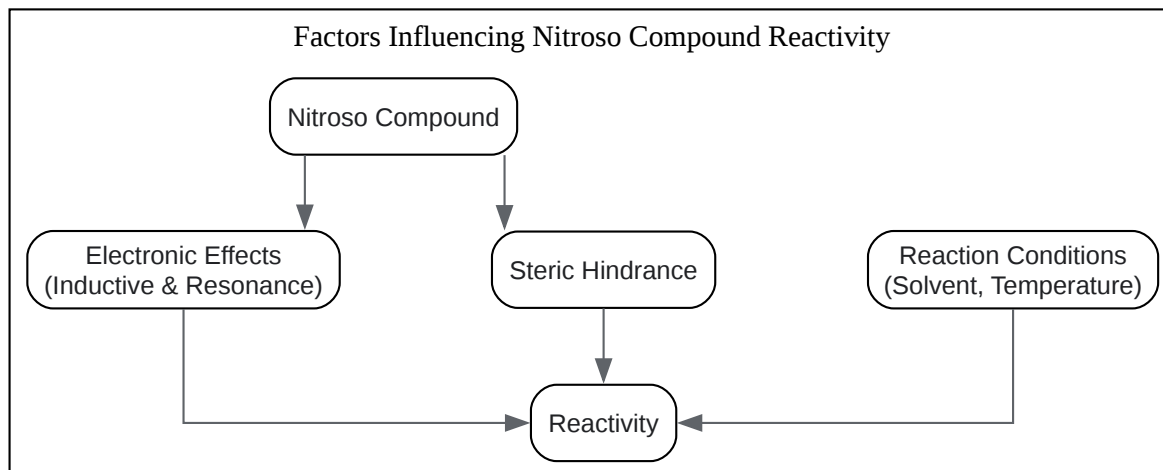 Factors Influencing Nitroso Compound Reactivity
Nitroso Compound
Electronic Effects
(Inductive & Resonance)
Steric Hindrance
Reaction Conditions
(Solvent, Temperature)
Reactivity